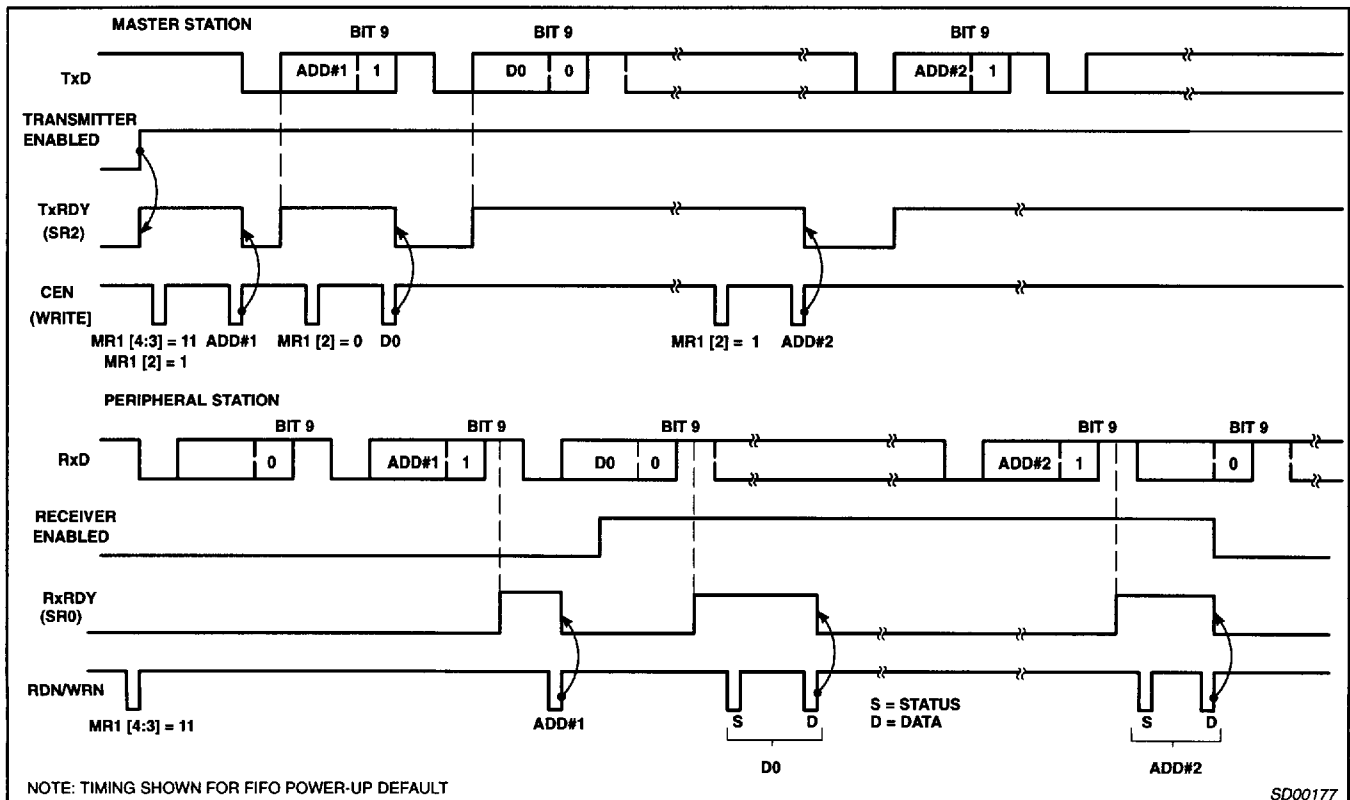 MASTER STATION
BIT 9 BIT 9 BIT 9
TxD ADD#1 1 D0 0 ADD#2 1
TRANSMITTER
ENABLED
TxRDY
(SR2)
CEN
(WRITE]
MR1 [4:3] = 11 ADD#1 MR1 [2] = 0 D0 MR1 [2] = 1 ADD#2
MR1 [2] = 1
PERIPHERAL STATION
BIT 9 BIT 9 BIT 9 BIT 9 BIT 9
RxD 0 ADD#1 1 D0 0 ADD#2 1 0
RECEIVER
ENABLED
RxRDY
(SR0)
RDN/WRN
MR1 [4:3] = 11 ADD#1 S D S = STATUS S D
D = DATA
D0 ADD#2
NOTE: TIMING SHOWN FOR FIFO POWER-UP DEFAULT
SD00177